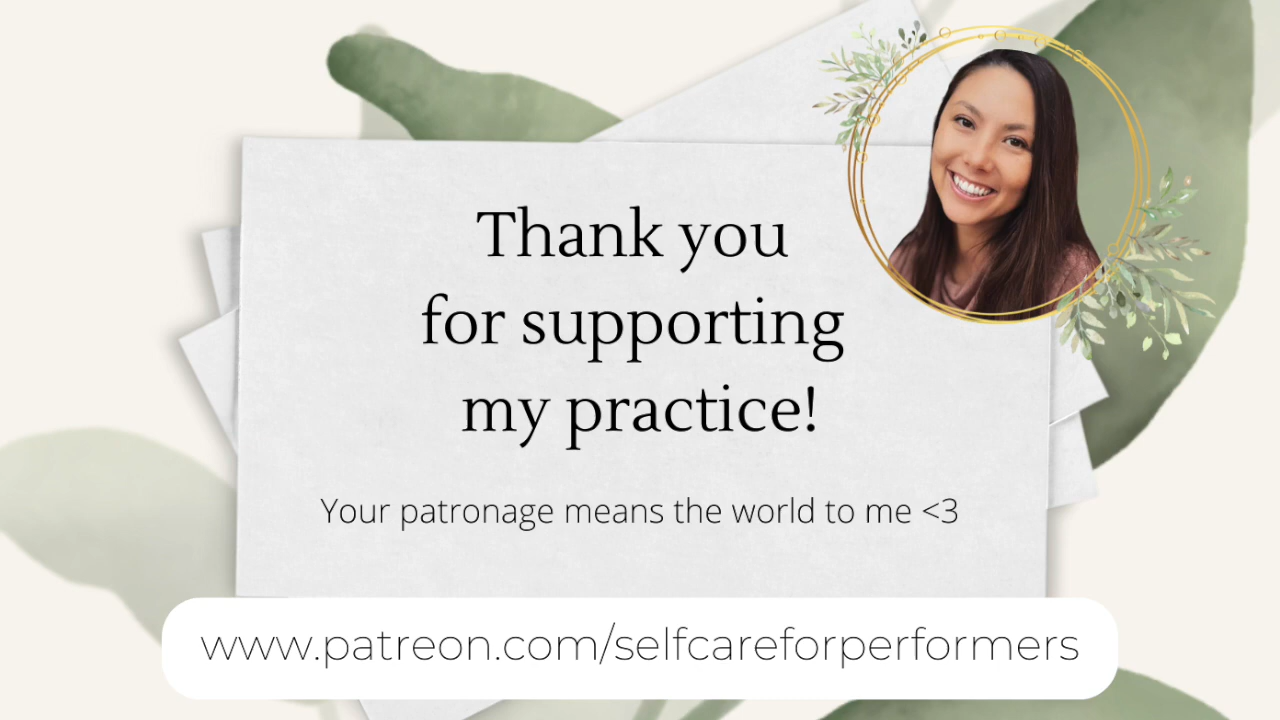 Thank you
for supporting
my practice!
Your patronage means the world to me <3
www.patreon.com/selfcareforperformers